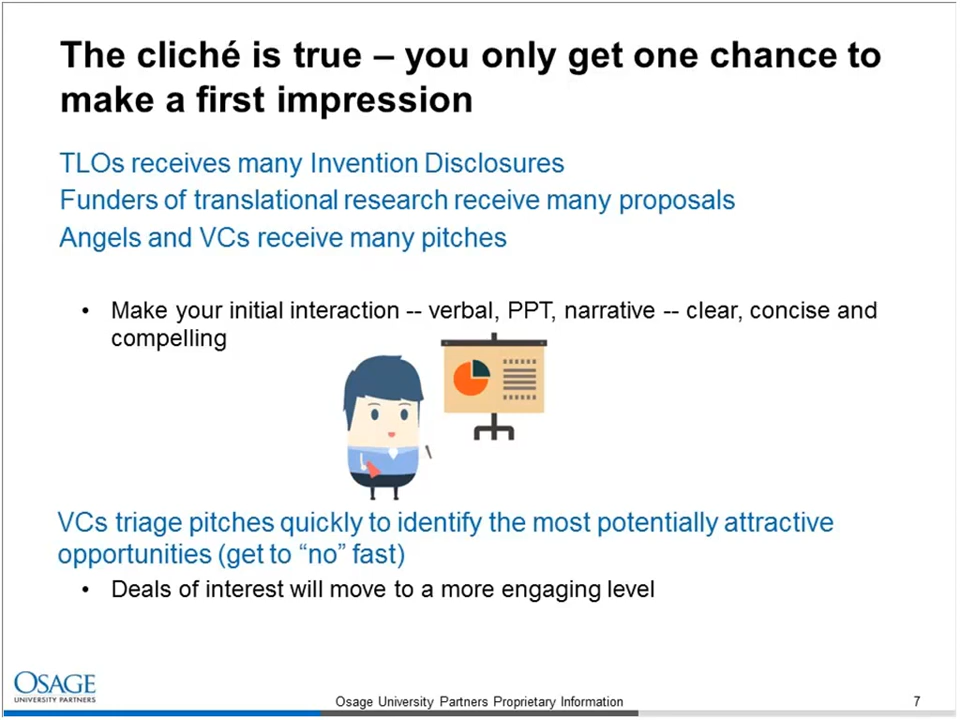 The cliché is true – you only get one chance to
make a first impression
TLOs receives many Invention Disclosures
Funders of translational research receive many proposals
Angels and VCs receive many pitches
• Make your initial interaction -- verbal, PPT, narrative -- clear, concise and
compelling
VCs triage pitches quickly to identify the most potentially attractive
opportunities (get to “no” fast)
• Deals of interest will move to a more engaging level
OSAGE
UNIVERSITY PARTNERS
Osage University Partners Proprietary Information
7